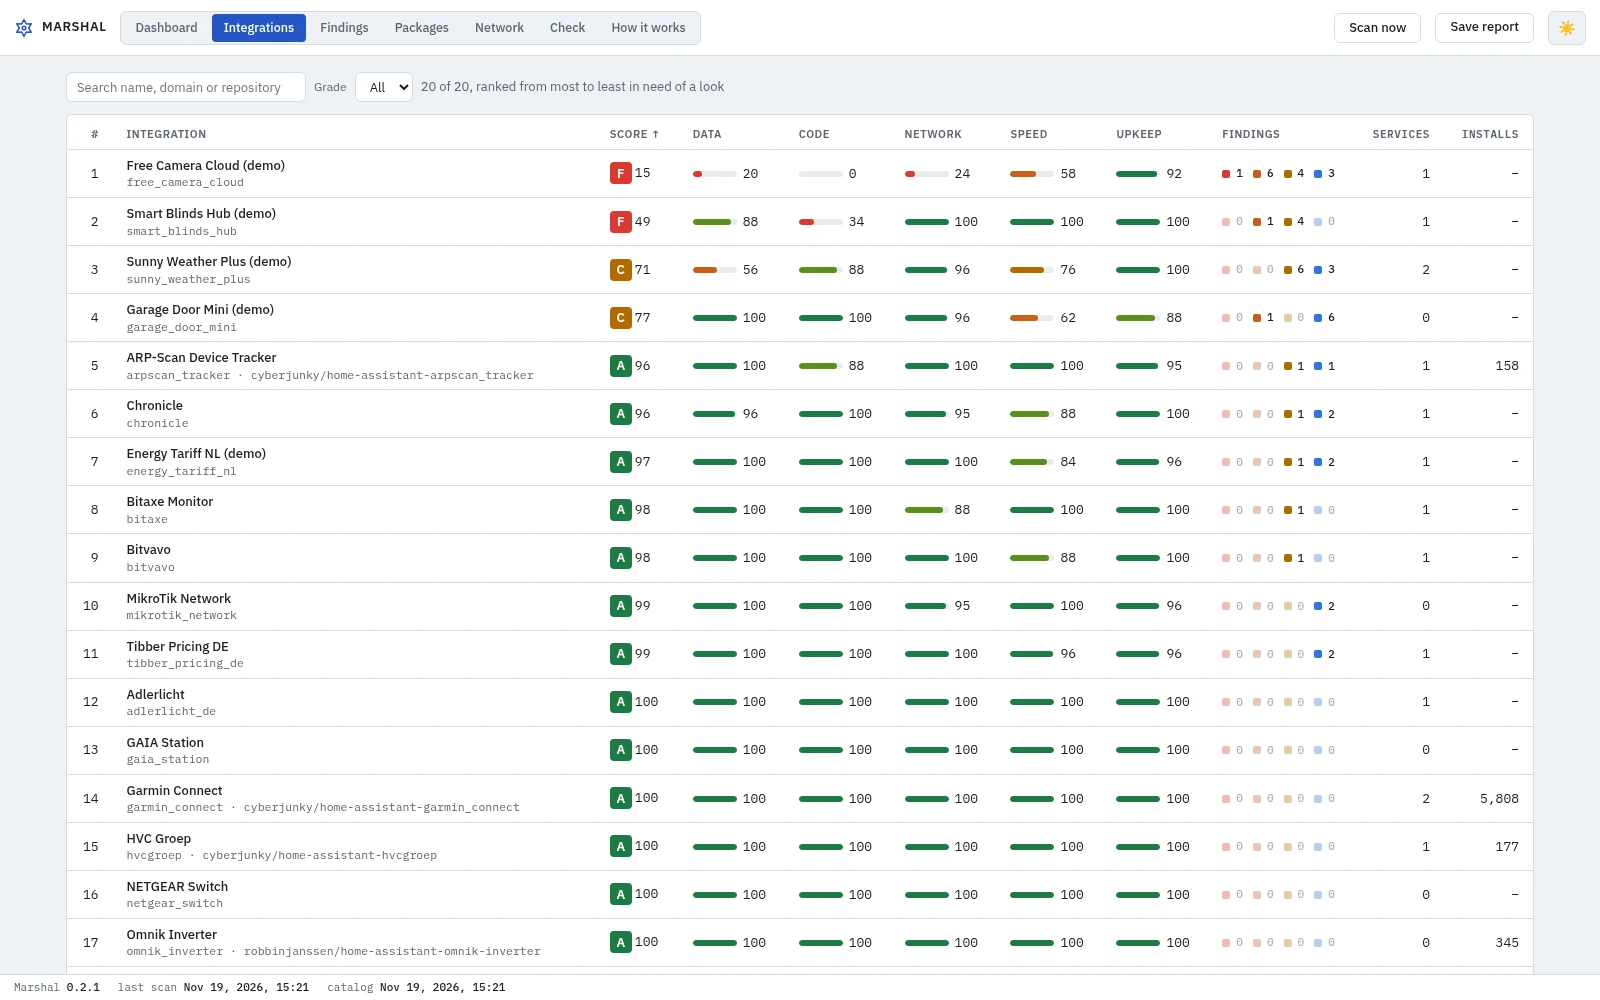 MARSHAL Dashboard Integrations Findings Packages Network Check How it works Scan now Save report
Search name, domain or repository Grade All 20 of 20, ranked from most to least in need of a look
# INTEGRATION SCORE ↑ DATA CODE NETWORK SPEED UPKEEP FINDINGS SERVICES INSTALLS
1 Free Camera Cloud (demo) F 15 20 0 24 58 92 1 6 4 3 1 –
free_camera_cloud
2 Smart Blinds Hub (demo) F 49 88 34 100 100 100 0 1 4 0 1 –
smart_blinds_hub
3 Sunny Weather Plus (demo) C 71 56 88 96 76 100 0 0 6 3 2 –
sunny_weather_plus
4 Garage Door Mini (demo) C 77 100 100 96 62 88 0 1 0 6 0 –
garage_door_mini
5 ARP-Scan Device Tracker A 96 100 88 100 100 95 0 0 1 1 1 158
arpscan_tracker · cyberjunky/home-assistant-arpscan_tracker
6 Chronicle A 96 96 100 95 88 100 0 0 1 2 1 –
chronicle
7 Energy Tariff NL (demo) A 97 100 100 100 84 96 0 0 1 2 1 –
energy_tariff_nl
8 Bitaxe Monitor A 98 100 100 88 100 100 0 0 1 0 1 –
bitaxe
9 Bitvavo A 98 100 100 100 88 100 0 0 1 0 1 –
bitvavo
10 MikroTik Network A 99 100 100 95 100 96 0 0 0 2 0 –
mikrotik_network
11 Tibber Pricing DE A 99 100 100 100 96 96 0 0 0 2 1 –
tibber_pricing_de
12 Adlerlicht A 100 100 100 100 100 100 0 0 0 0 1 –
adlerlicht_de
13 GAIA Station A 100 100 100 100 100 100 0 0 0 0 0 –
gaia_station
14 Garmin Connect A 100 100 100 100 100 100 0 0 0 0 2 5,808
garmin_connect · cyberjunky/home-assistant-garmin_connect
15 HVC Groep A 100 100 100 100 100 100 0 0 0 0 1 177
hvcgroep · cyberjunky/home-assistant-hvcgroep
16 NETGEAR Switch A 100 100 100 100 100 100 0 0 0 0 0 –
netgear_switch
17 Omnik Inverter A 100 100 100 100 100 100 0 0 0 0 0 345
omnik_inverter · robbinjanssen/home-assistant-omnik-inverter
Marshal 0.2.1 last scan Nov 19, 2026, 15:21 catalog Nov 19, 2026, 15:21